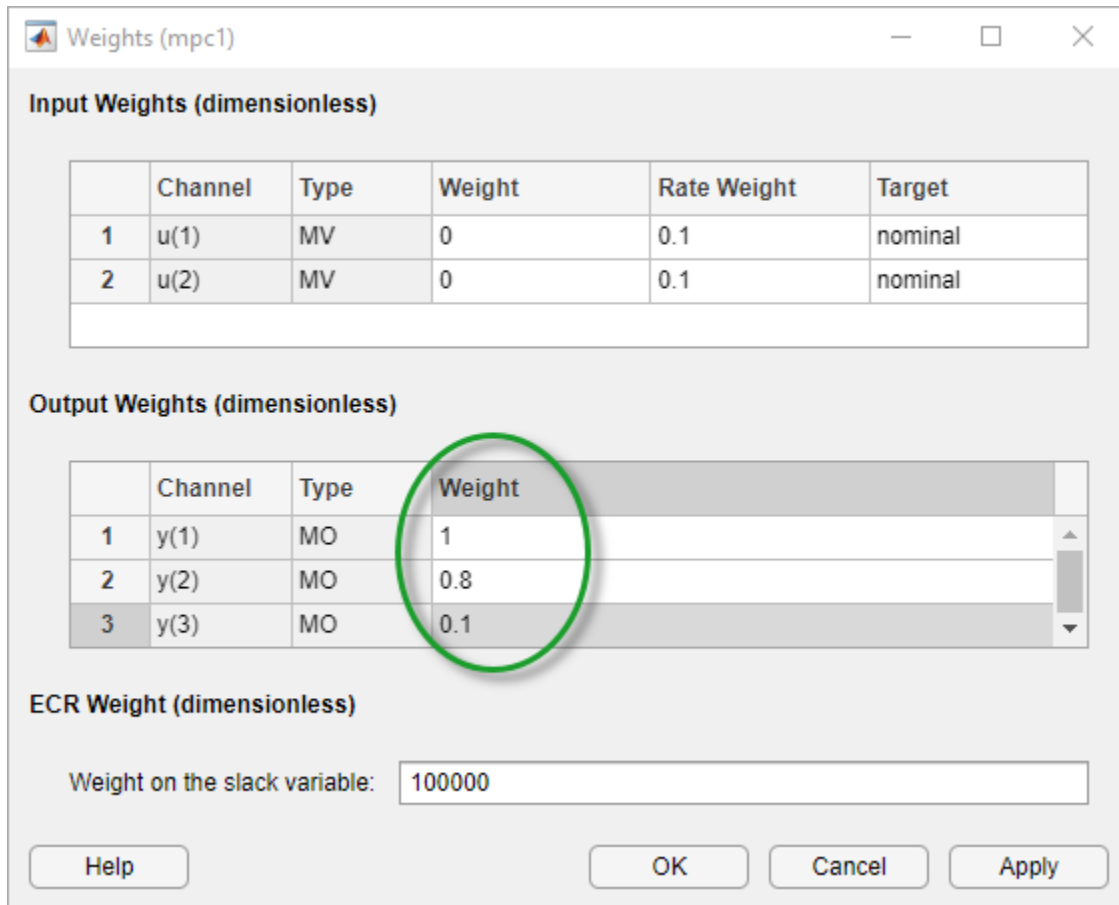 Weights (mpc1)
Input Weights (dimensionless)
Channel Type Weight Rate Weight Target
1 u(1) MV 0 0.1 nominal
2 u(2) MV 0 0.1 nominal
Output Weights (dimensionless)
Channel Type Weight
1 y(1) MO 1
2 y(2) MO 0.8
3 y(3) MO 0.1
ECR Weight (dimensionless)
Weight on the slack variable: 100000
Help OK Cancel Apply